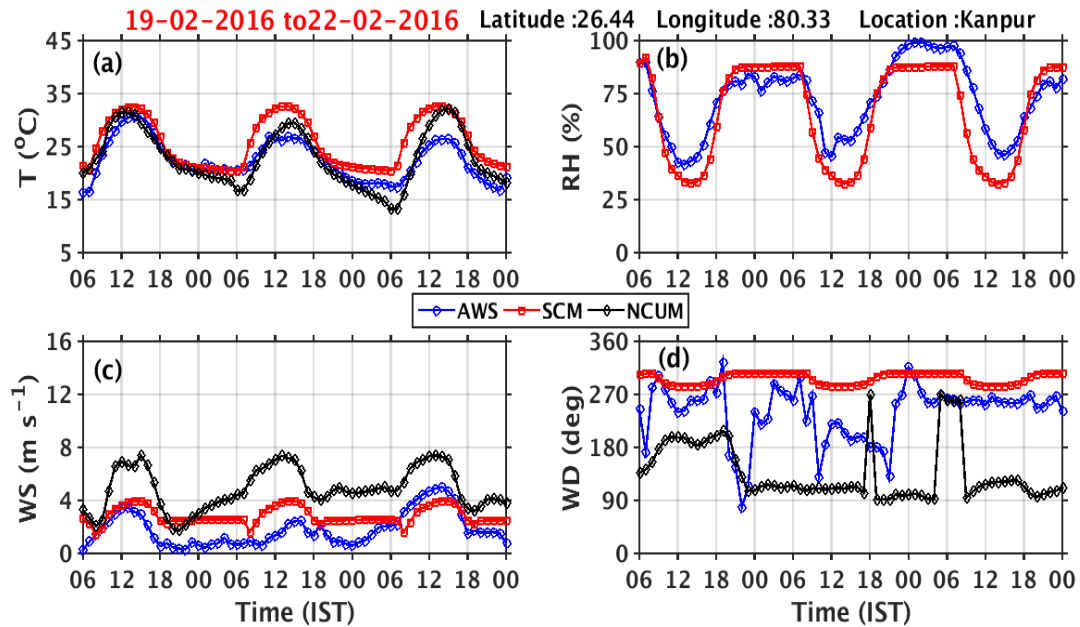 19-02-2016 to22-02-2016 Latitude :26.44 Longitude :80.33 Location :Kanpur
(a)
T (°C)
45
35
25
15
5
06 12 18 00 06 12 18 00 06 12 18 00
(b)
RH (%)
100
75
50
25
0
06 12 18 00 06 12 18 00 06 12 18 00
AWS SCM NCUM
(c)
WS (m s⁻¹)
16
12
8
4
0
06 12 18 00 06 12 18 00 06 12 18 00
Time (IST)
(d)
WD (deg)
360
270
180
90
0
06 12 18 00 06 12 18 00 06 12 18 00
Time (IST)